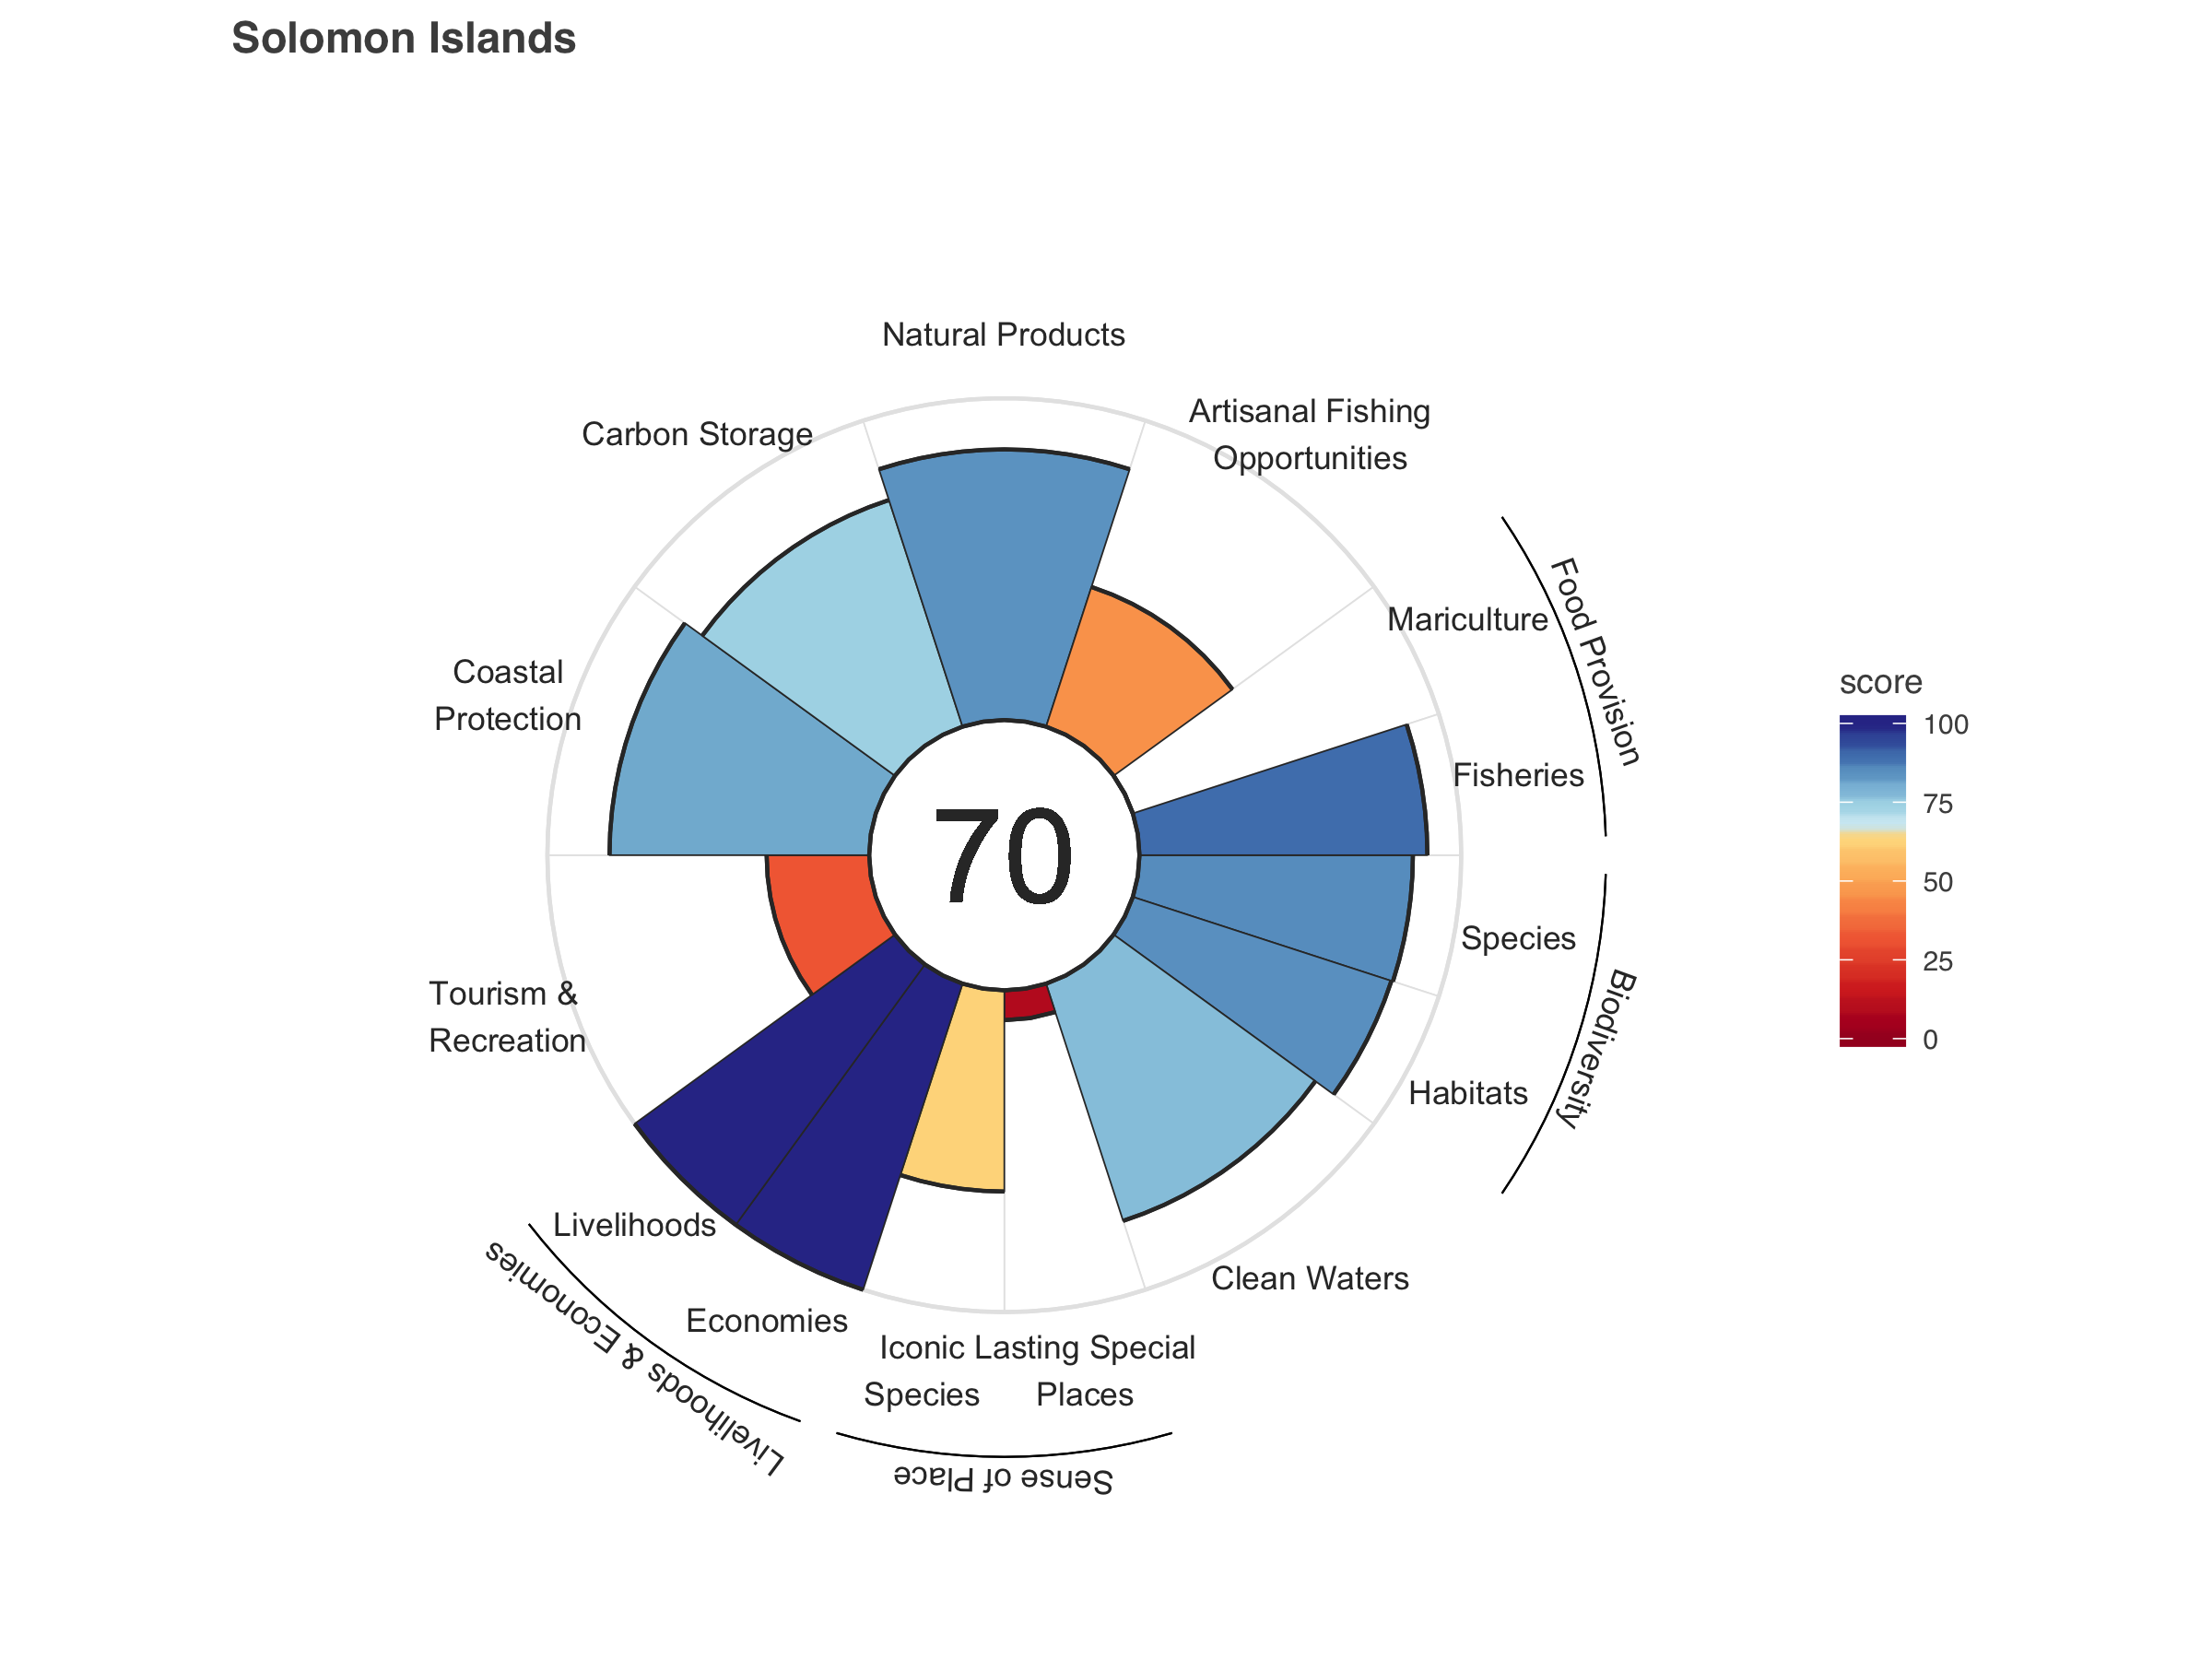 Solomon Islands
Natural Products
Artisanal Fishing
Opportunities
Carbon Storage
Mariculture
Food Provision
Coastal
Protection
Fisheries
score
100
75
50
25
0
70
Species
Biodiversity
Tourism &
Recreation
Habitats
Livelihoods
Clean Waters
Economies
Iconic Lasting Special
Species Places
Livelihoods & Economies
Sense of Place